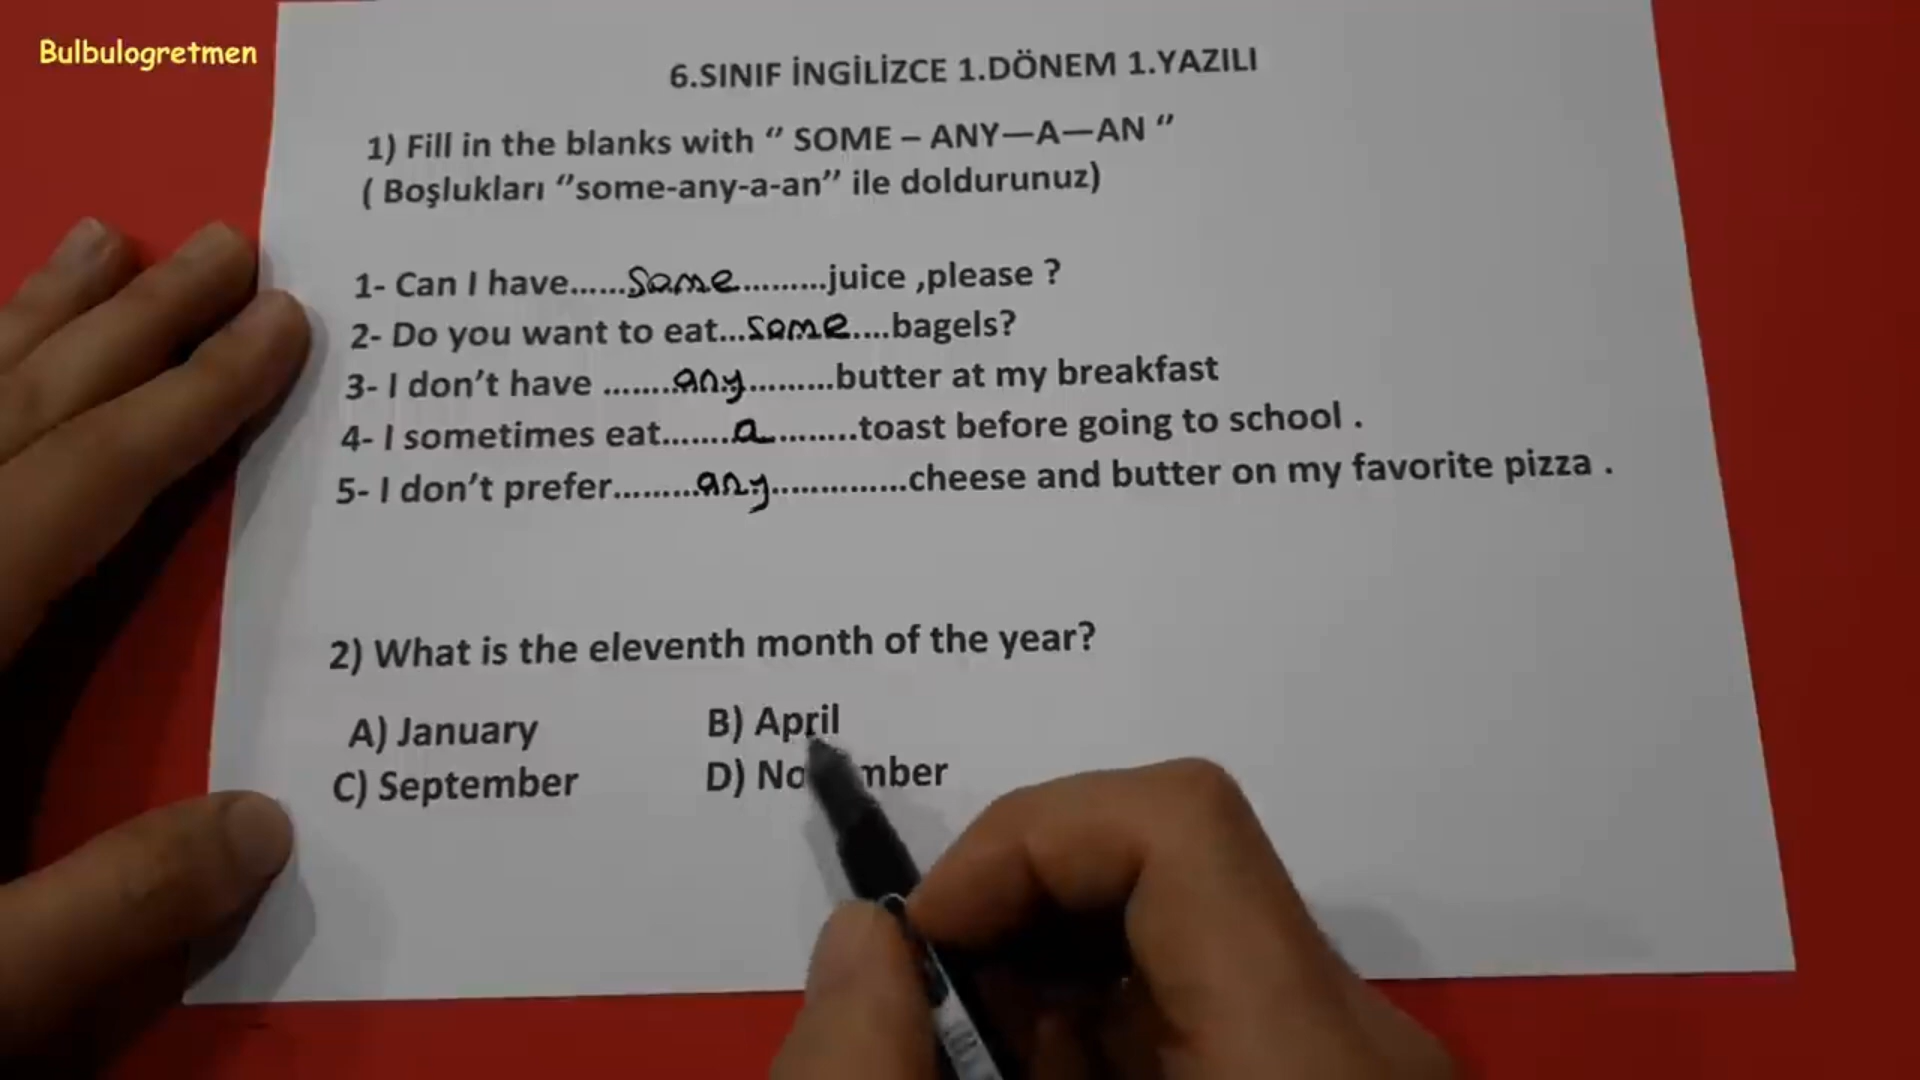 Bulbulogretmen
6.SINIF İNGİLİZCE 1.DÖNEM 1.YAZILI
1) Fill in the blanks with “ SOME – ANY—A—AN ”
( Boşlukları “some-any-a-an” ile doldurunuz)
1- Can I have......some.........juice ,please ?
2- Do you want to eat...some....bagels?
3- I don’t have .......any.........butter at my breakfast
4- I sometimes eat.......a.........toast before going to school .
5- I don’t prefer.........any..............cheese and butter on my favorite pizza .
2) What is the eleventh month of the year?
A) January B) April
C) September D) No mber